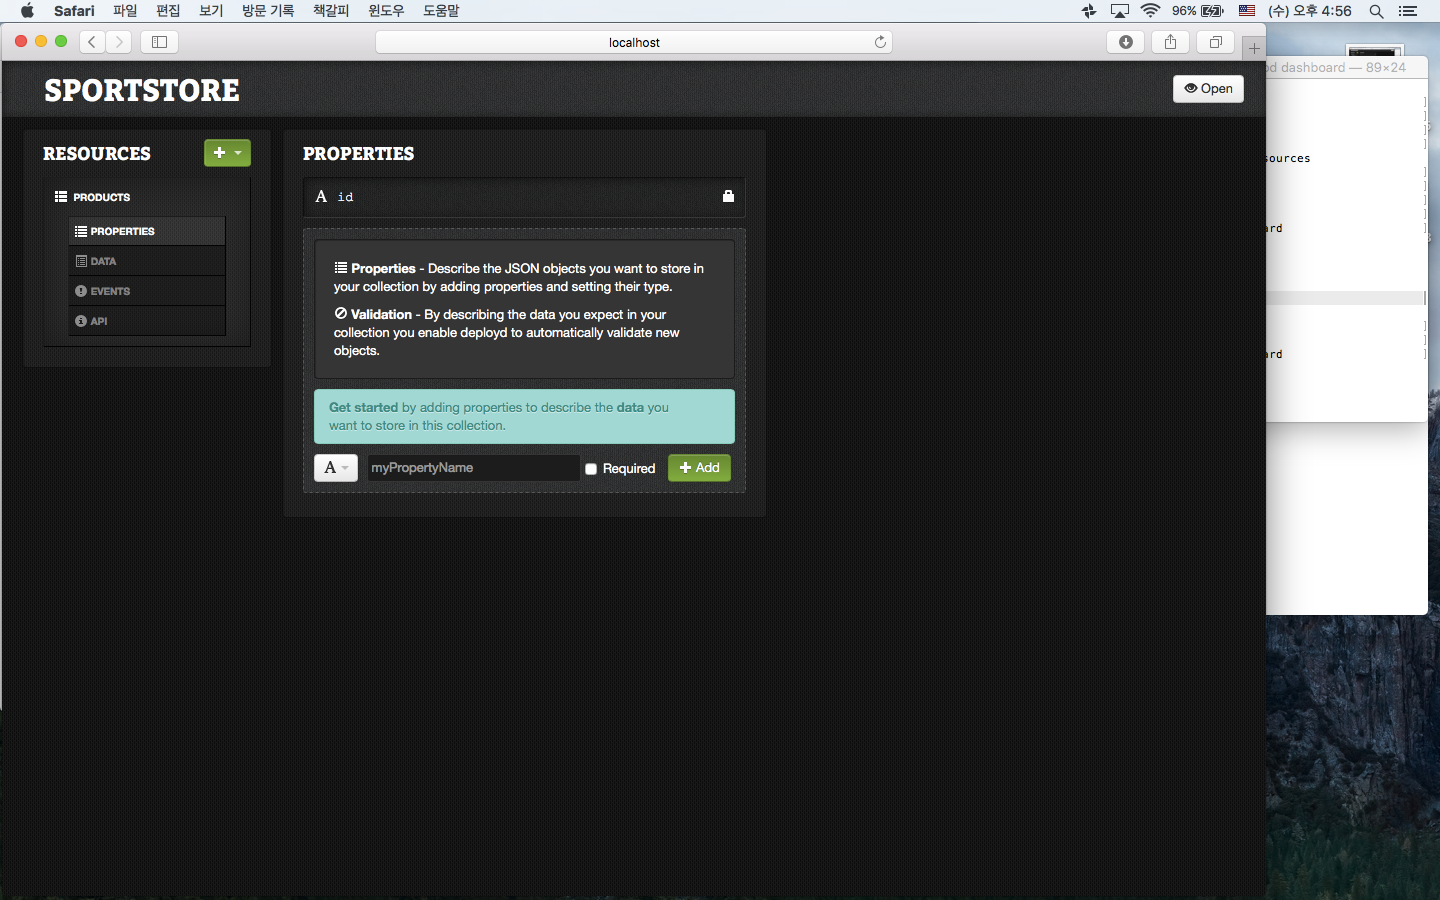 Safari 파일 편집 보기 방문 기록 책갈피 윈도우 도움말 96% (수) 오후 4:56
localhost
dashboard — 89×24
SPORTSTORE
Open
RESOURCES
PRODUCTS
PROPERTIES
DATA
EVENTS
API
PROPERTIES
A id
Properties - Describe the JSON objects you want to store in
your collection by adding properties and setting their type.
Validation - By describing the data you expect in your
collection you enable deployd to automatically validate new
objects.
Get started by adding properties to describe the data you
want to store in this collection.
A myPropertyName Required Add
sources
ard
ard